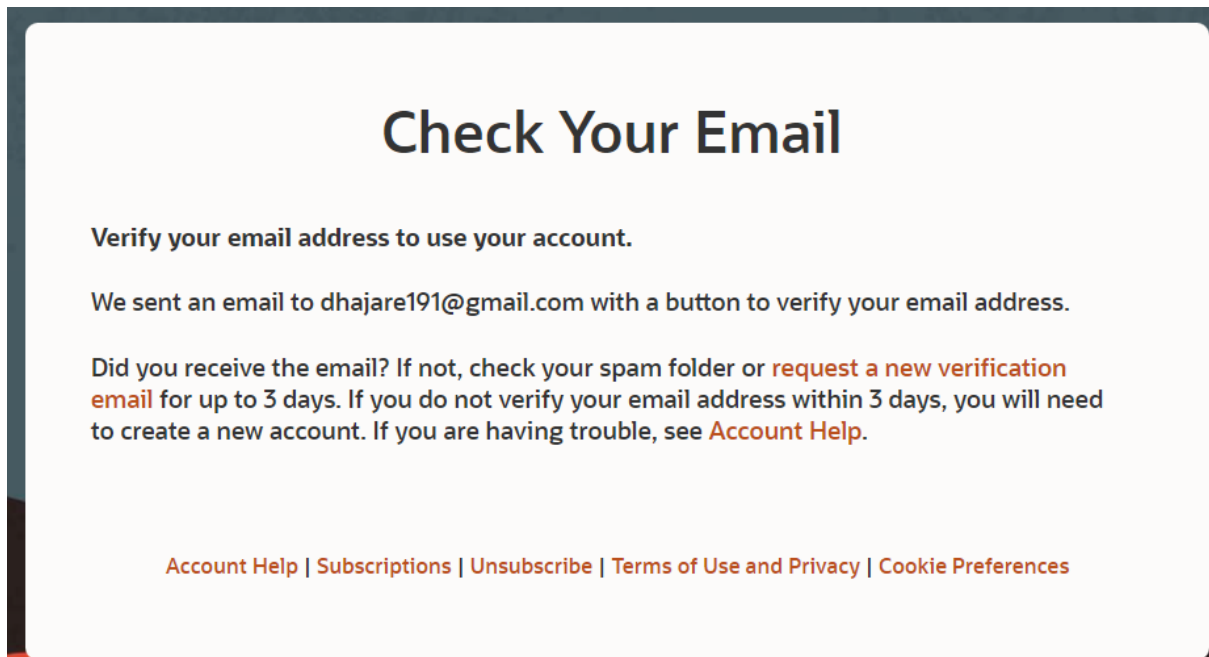 Check Your Email
Verify your email address to use your account.
We sent an email to dhajare191@gmail.com with a button to verify your email address.
Did you receive the email? If not, check your spam folder or request a new verification
email for up to 3 days. If you do not verify your email address within 3 days, you will need
to create a new account. If you are having trouble, see Account Help.
Account Help | Subscriptions | Unsubscribe | Terms of Use and Privacy | Cookie Preferences